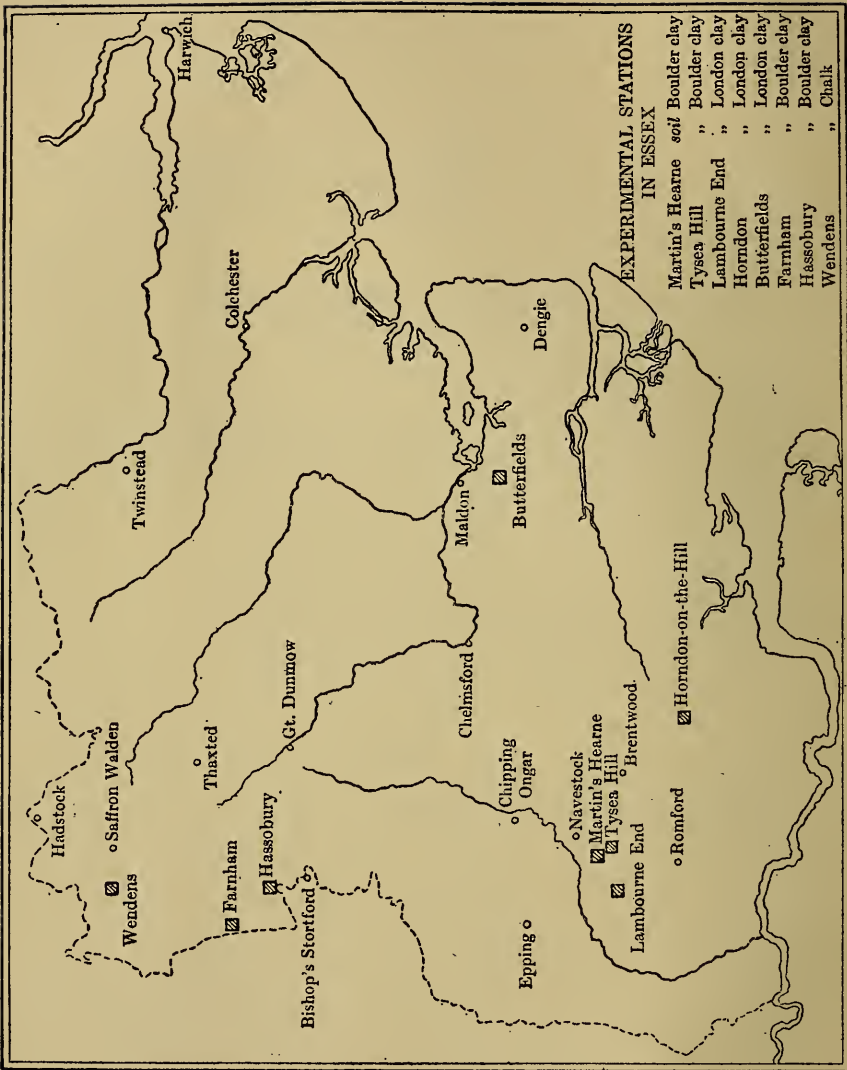 EXPERIMENTAL STATIONS
IN ESSEX
Martin's Hearne soil Boulder clay
Tysea Hill „ Boulder clay
Lambourne End „ London clay
Horndon „ London clay
Butterfields „ London clay
Farnham „ Boulder clay
Hassobury „ Boulder clay
Wendens „ Chalk
Hadstock
Saffron Walden
Wendens
Twinstead
Harwich
Thaxted
Farnham
Colchester
Hassobury
Gt. Dunmow
Bishop's Stortford
Maldon
Chelmsford
Butterfields
Dengie
Chipping
Ongar
Epping
Navestock
Martin's Hearne
Tysea Hill
Brentwood
Lambourne End
Romford
Horndon-on-the-Hill